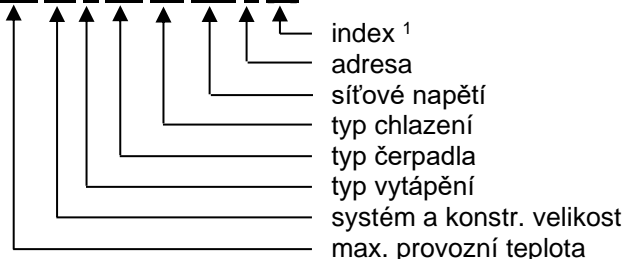 index ¹
adresa
síťové napětí
typ chlazení
typ čerpadla
typ vytápění
systém a konstr. velikost
max. provozní teplota